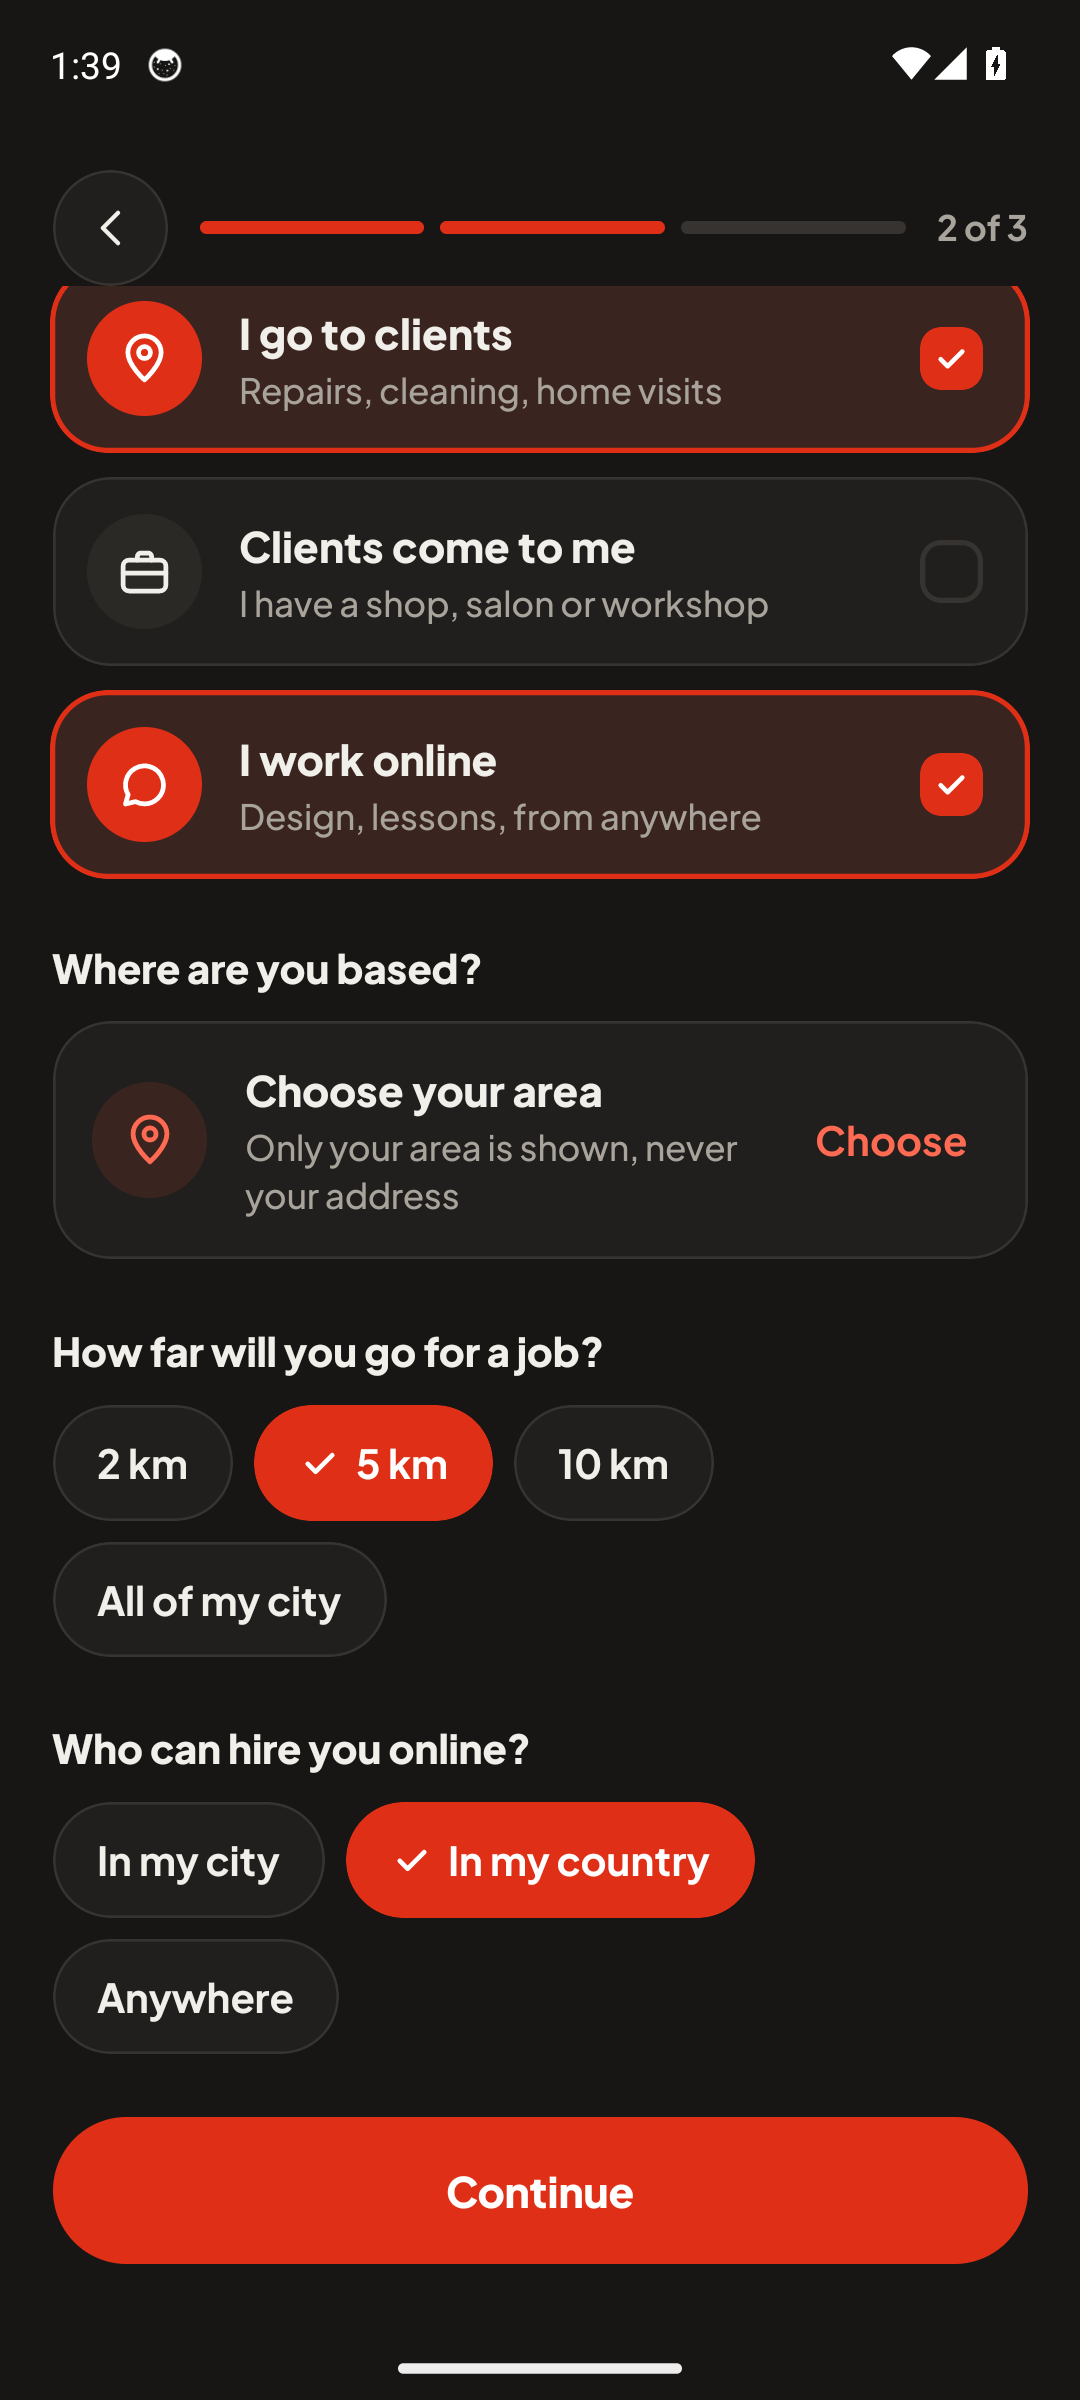 1:39
2 of 3
I go to clients
Repairs, cleaning, home visits
Clients come to me
I have a shop, salon or workshop
I work online
Design, lessons, from anywhere
Where are you based?
Choose your area
Only your area is shown, never
your address
Choose
How far will you go for a job?
2 km
5 km
10 km
All of my city
Who can hire you online?
In my city
In my country
Anywhere
Continue